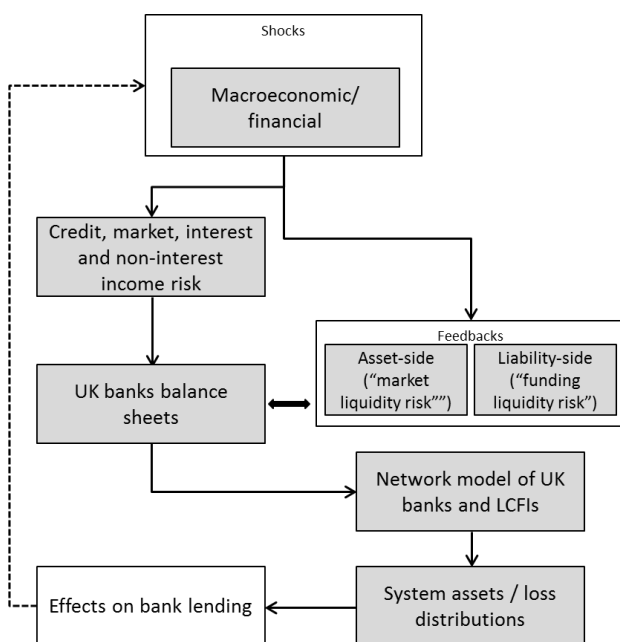 Shocks
Macroeconomic/
financial
Credit, market, interest
and non-interest
income risk
Feedbacks
Asset-side
(“market
liquidity risk””)
Liability-side
(“funding
liquidity risk”)
UK banks balance
sheets
Network model of UK
banks and LCFIs
System assets / loss
distributions
Effects on bank lending